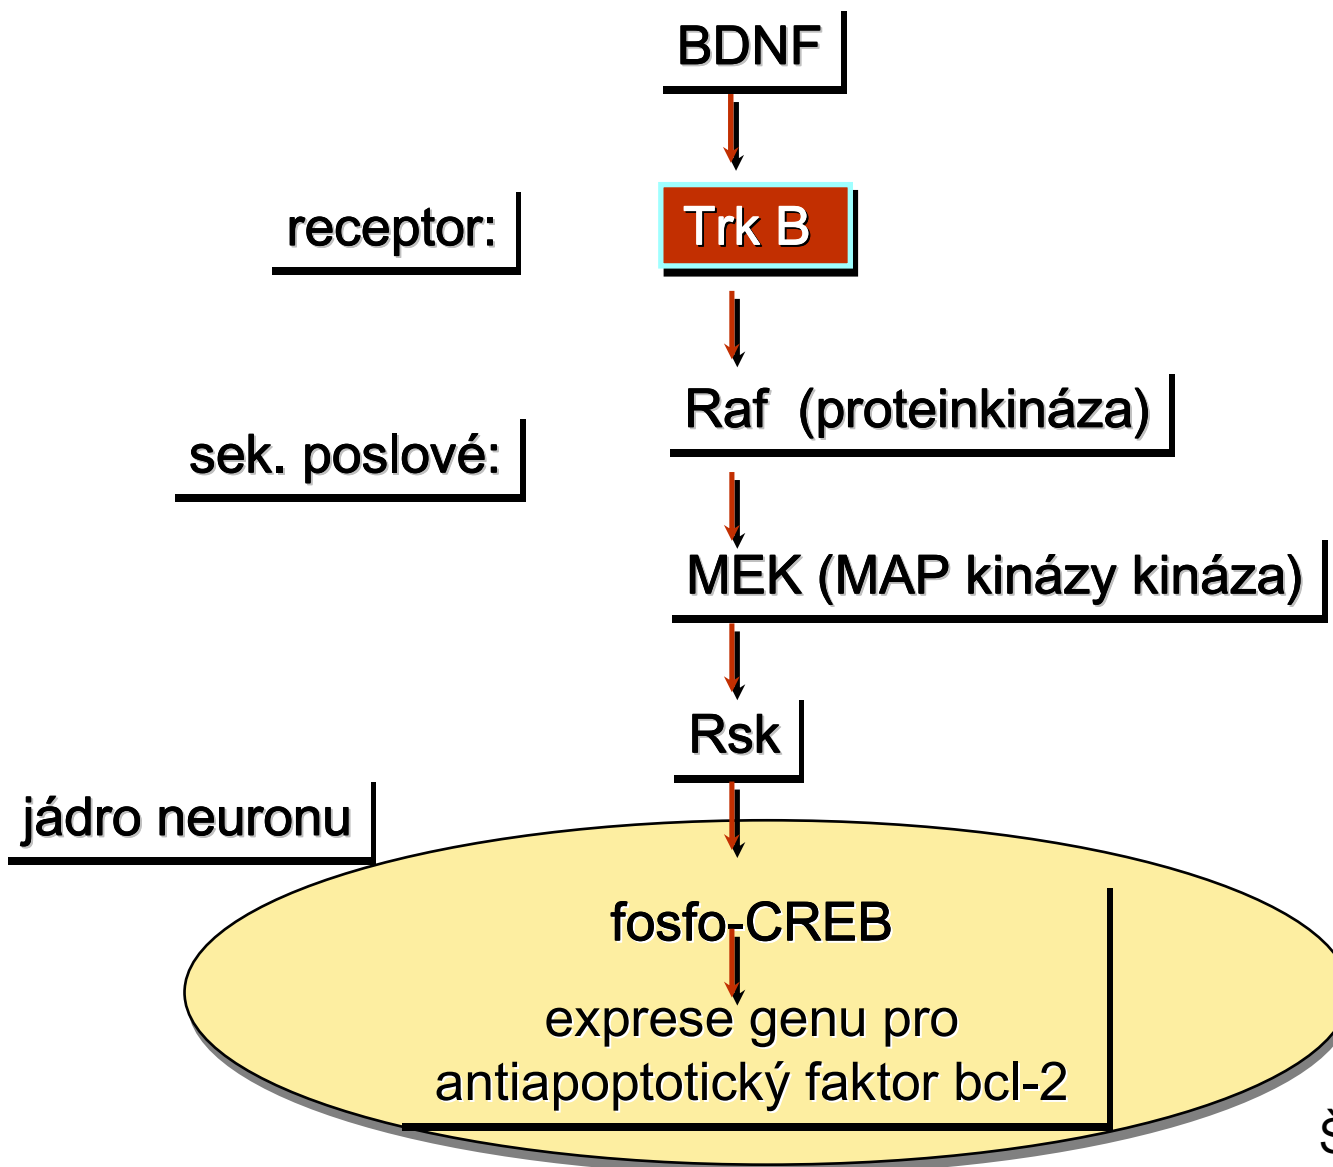 BDNF
receptor:
Trk B
Raf (proteinkináza)
sek. poslové:
MEK (MAP kinázy kináza)
Rsk
jádro neuronu
fosfo-CREB
exprese genu pro
antiapoptotický faktor bcl-2